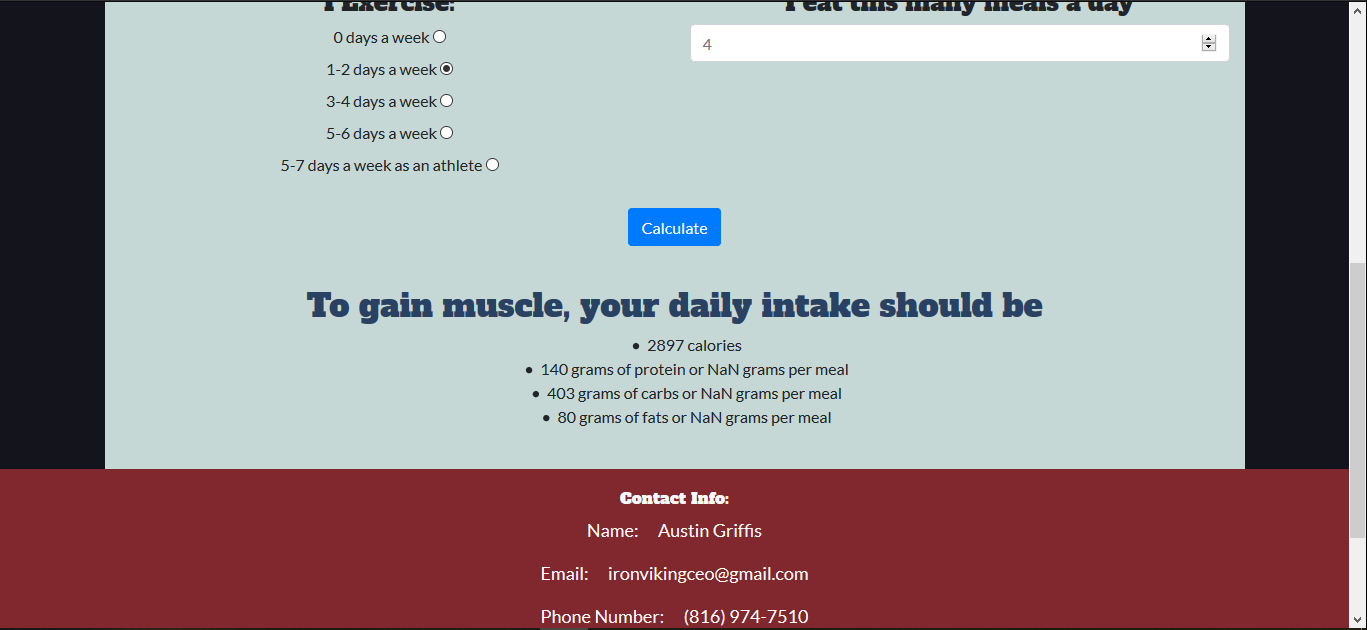 I Exercise:
0 days a week
1-2 days a week
3-4 days a week
5-6 days a week
5-7 days a week as an athlete
I eat this many meals a day
4
Calculate
To gain muscle, your daily intake should be
• 2897 calories
• 140 grams of protein or NaN grams per meal
• 403 grams of carbs or NaN grams per meal
• 80 grams of fats or NaN grams per meal
Contact Info:
Name: Austin Griffis
Email: ironvikingceo@gmail.com
Phone Number: (816) 974-7510